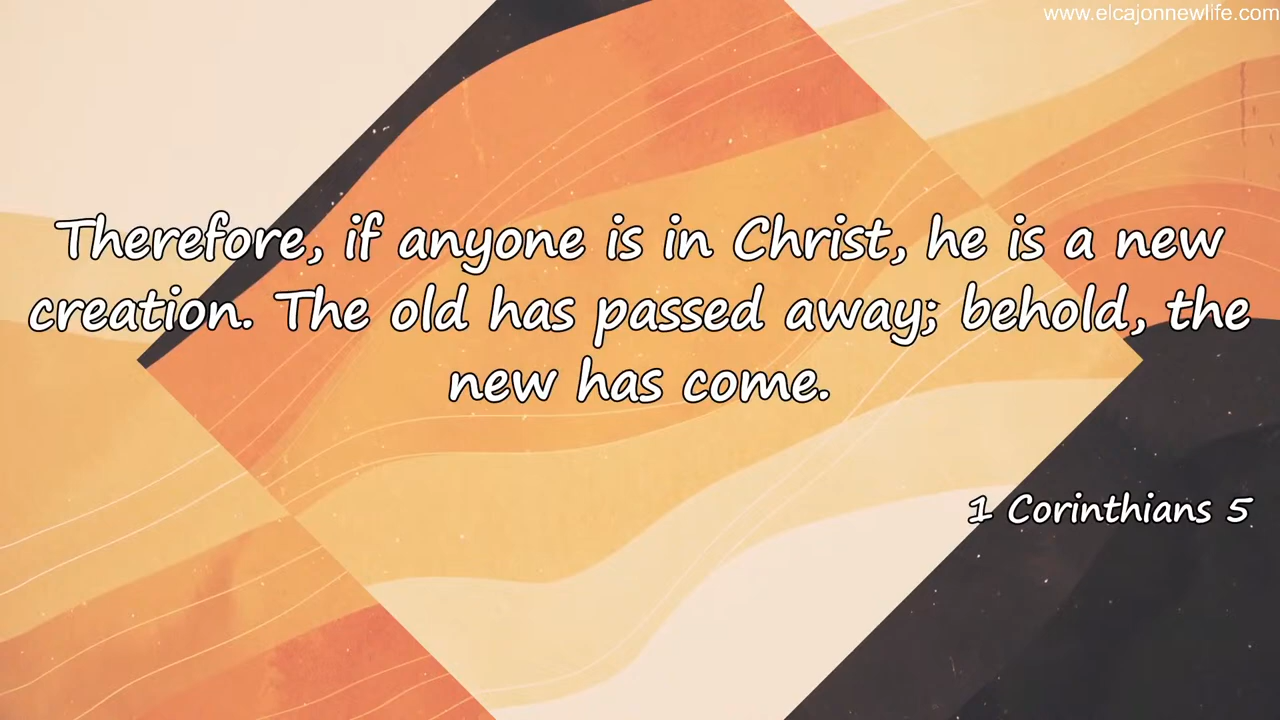 www.elcajonnewlife.com
Therefore, if anyone is in Christ, he is a new
creation. The old has passed away; behold, the
new has come.
1 Corinthians 5